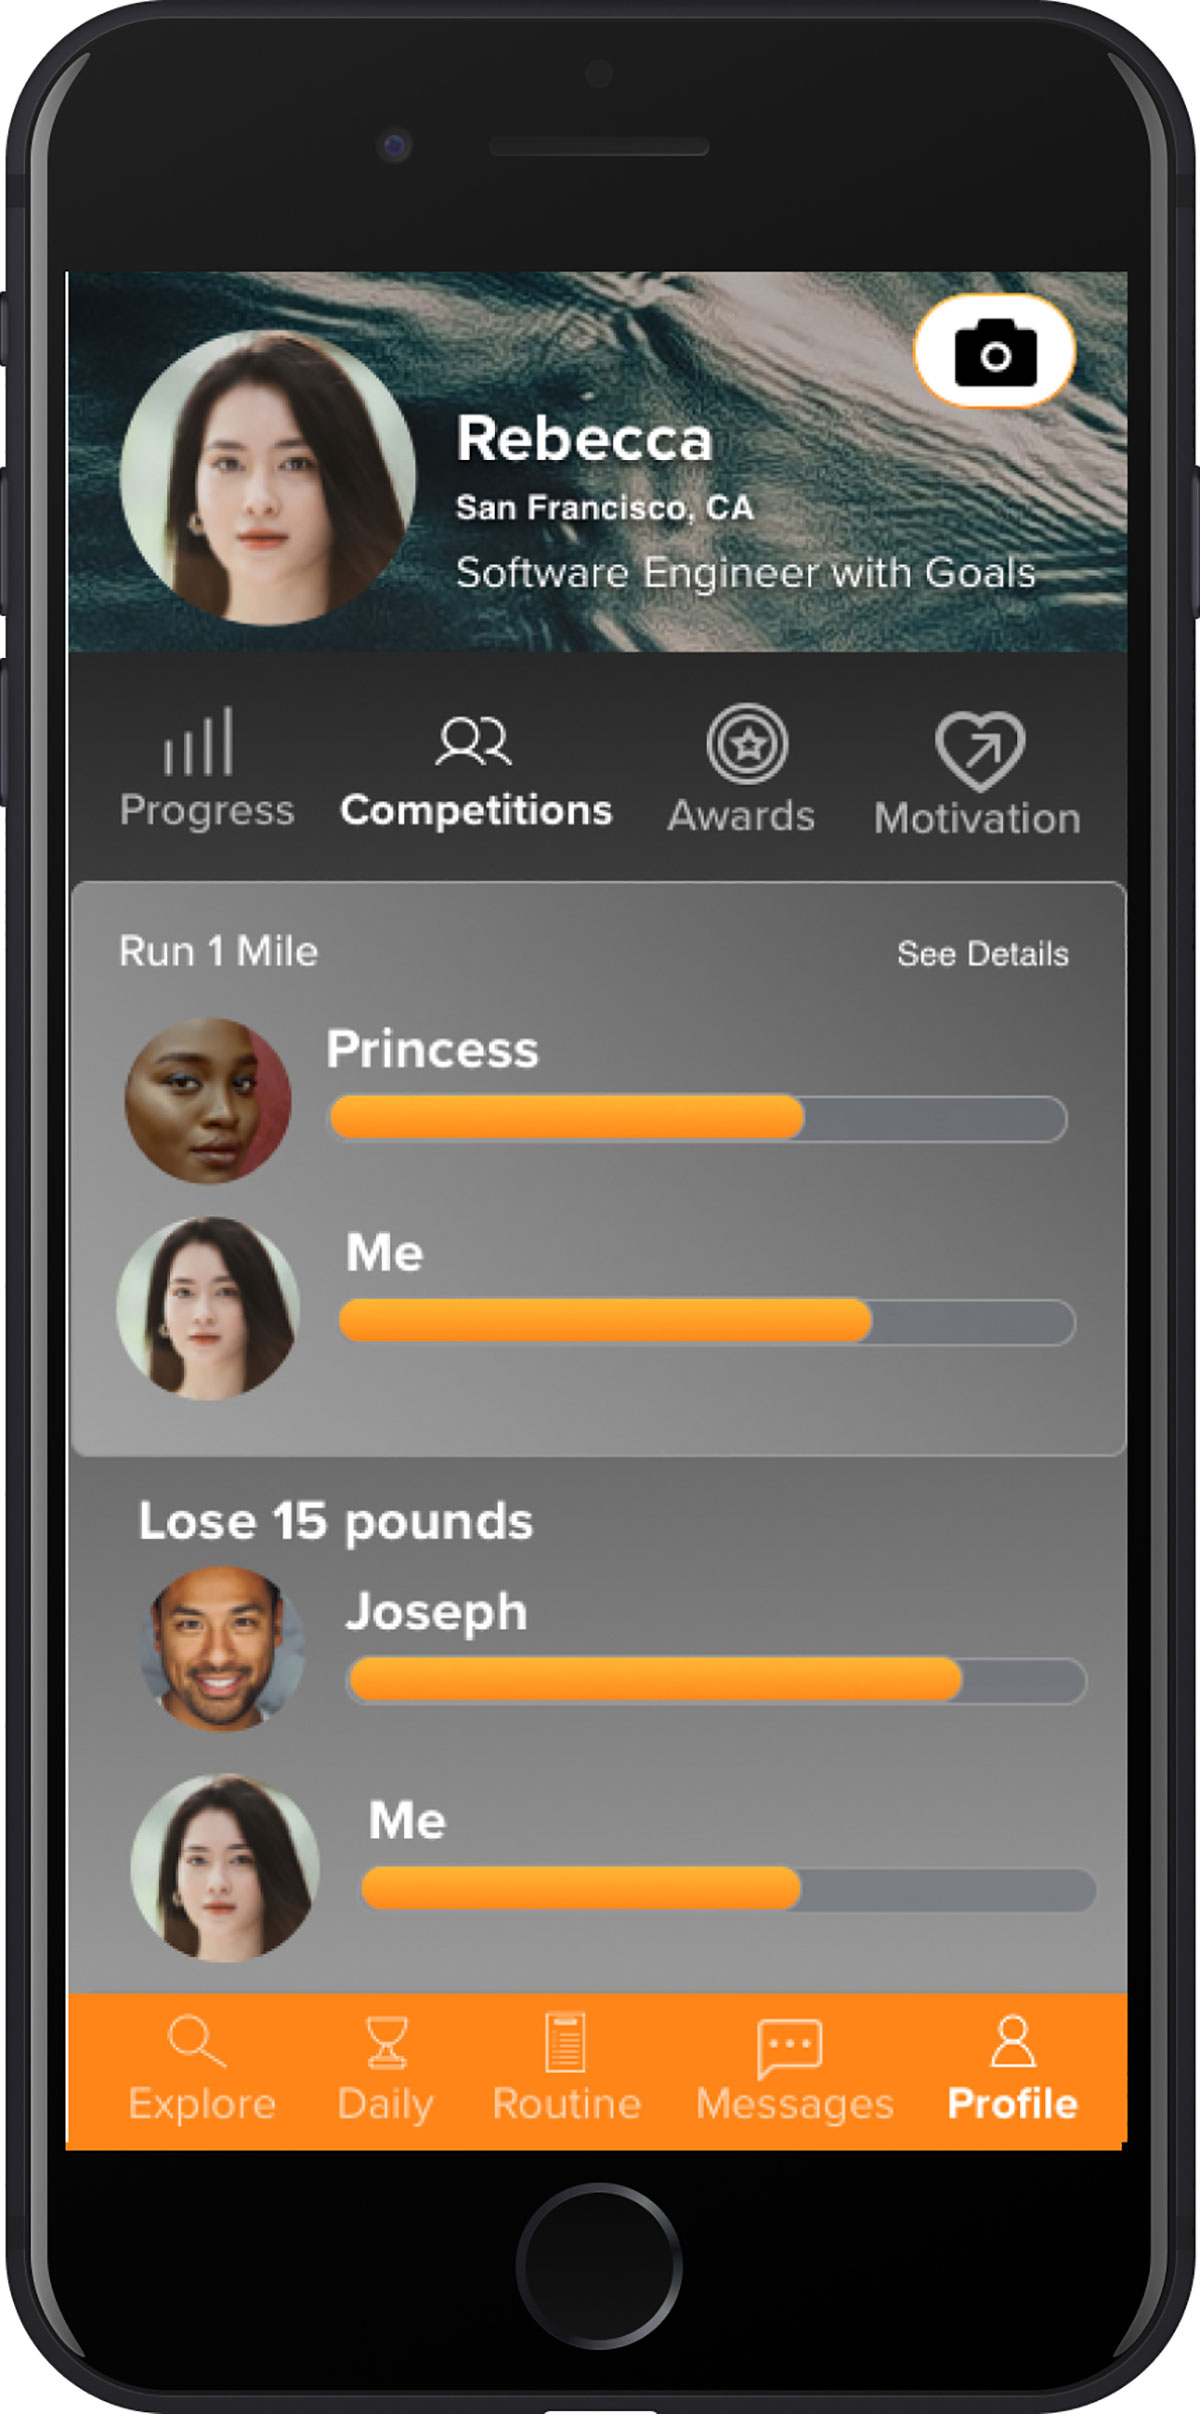 Rebecca
San Francisco, CA
Software Engineer with Goals
Progress Competitions Awards Motivation
Run 1 Mile See Details
Princess
Me
Lose 15 pounds
Joseph
Me
Explore Daily Routine Messages Profile